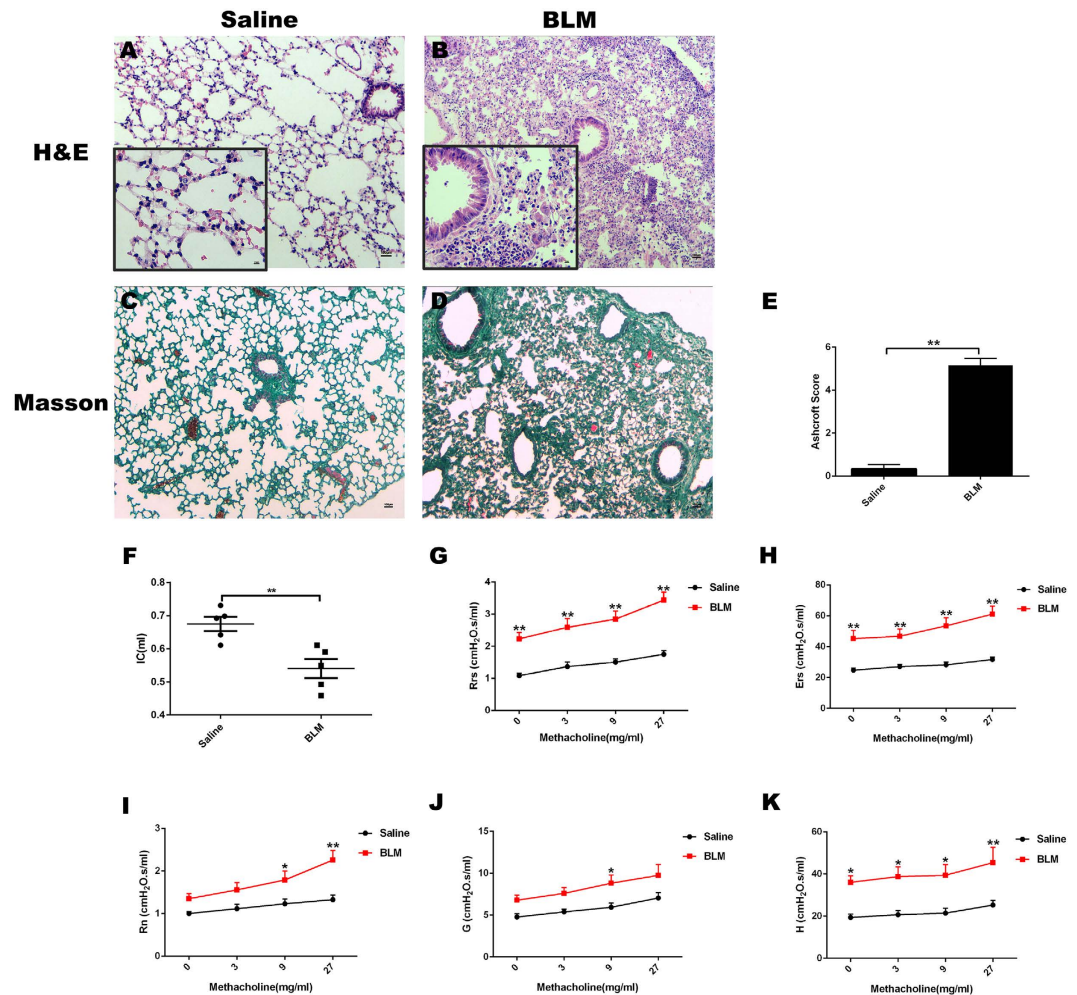 Saline
BLM
H&E
A
B
Masson
C
D
E
Ashcroft Score
6
4
2
0
**
Saline
BLM
F
IC(ml)
0.8
0.7
0.6
0.5
0.4
**
Saline
BLM
G
Rrs (cmH₂O.s/ml)
4
3
2
1
0
** ** ** **
0 3 9 27
Methacholine(mg/ml)
Saline
BLM
H
Ers (cmH₂O.s/ml)
80
60
40
20
0
** ** ** **
0 3 9 27
Methacholine(mg/ml)
Saline
BLM
I
Rn (cmH₂O.s/ml)
3
2
1
0
* **
0 3 9 27
Methacholine(mg/ml)
Saline
BLM
J
G (cmH₂O.s/ml)
15
10
5
0
*
0 3 9 27
Methacholine(mg/ml)
Saline
BLM
K
H (cmH₂O.s/ml)
60
40
20
0
* * * **
0 3 9 27
Methacholine(mg/ml)
Saline
BLM